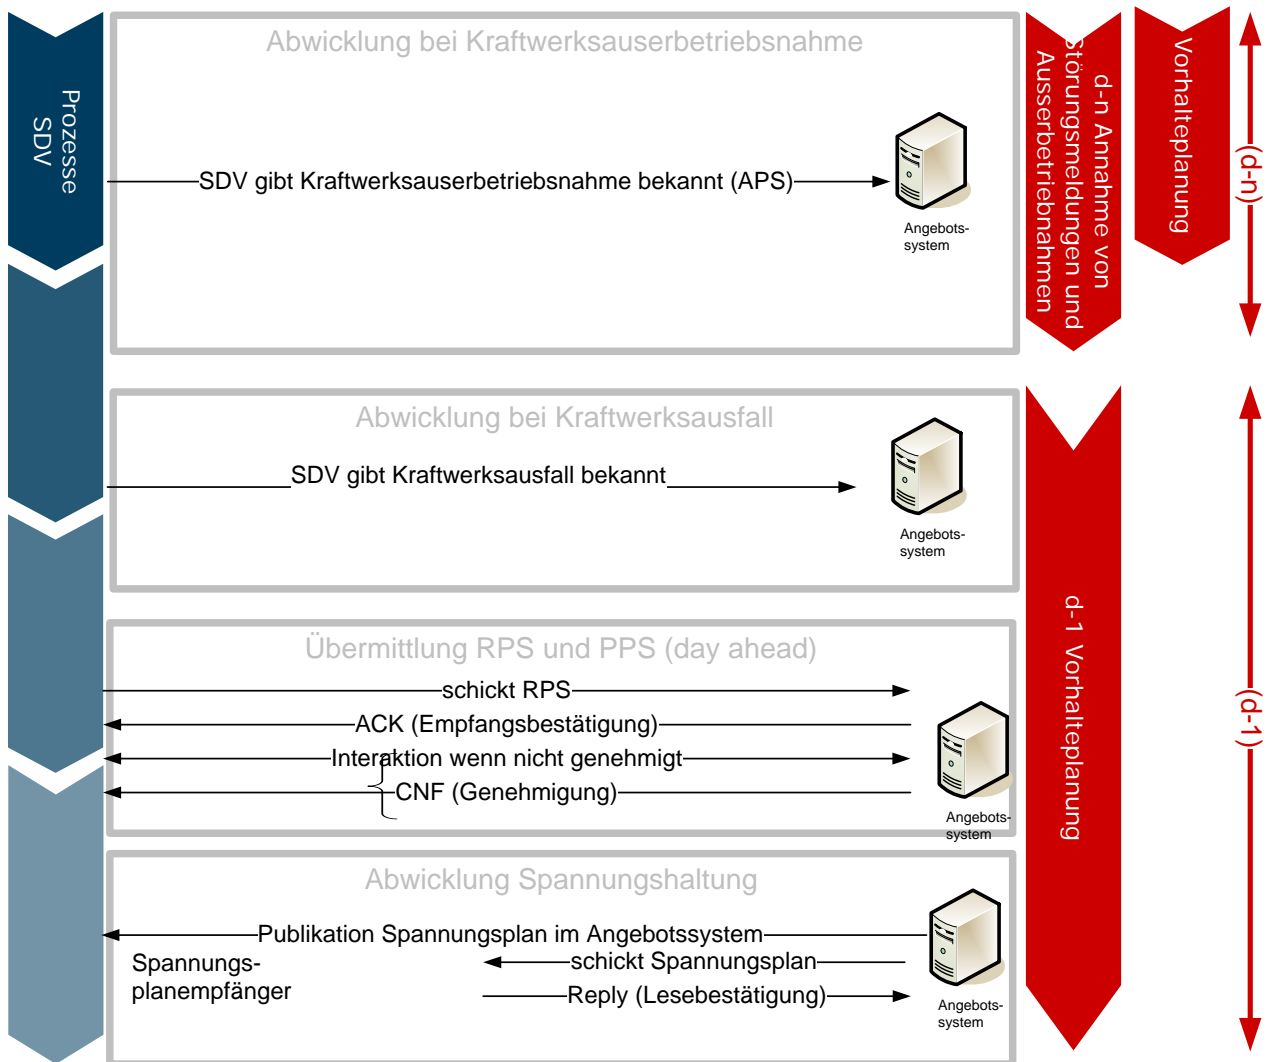 Prozesse
SDV
Abwicklung bei Kraftwerksauserbetriebsnahme
SDV gibt Kraftwerksauserbetriebsnahme bekannt (APS)
Angebots-
system
d-n Annahme von
Störungsmeldungen und
Ausserbetriebnahmen
Vorhalteplanung
(d-n)
Abwicklung bei Kraftwerksausfall
SDV gibt Kraftwerksausfall bekannt
Angebots-
system
Übermittlung RPS und PPS (day ahead)
schickt RPS
ACK (Empfangsbestätigung)
Interaktion wenn nicht genehmigt
CNF (Genehmigung)
Angebots-
system
d-1 Vorhalteplanung
(d-1)
Abwicklung Spannungshaltung
Publikation Spannungsplan im Angebotssystem
Spannungs-
planempfänger
schickt Spannungsplan
Reply (Lesebestätigung)
Angebots-
system